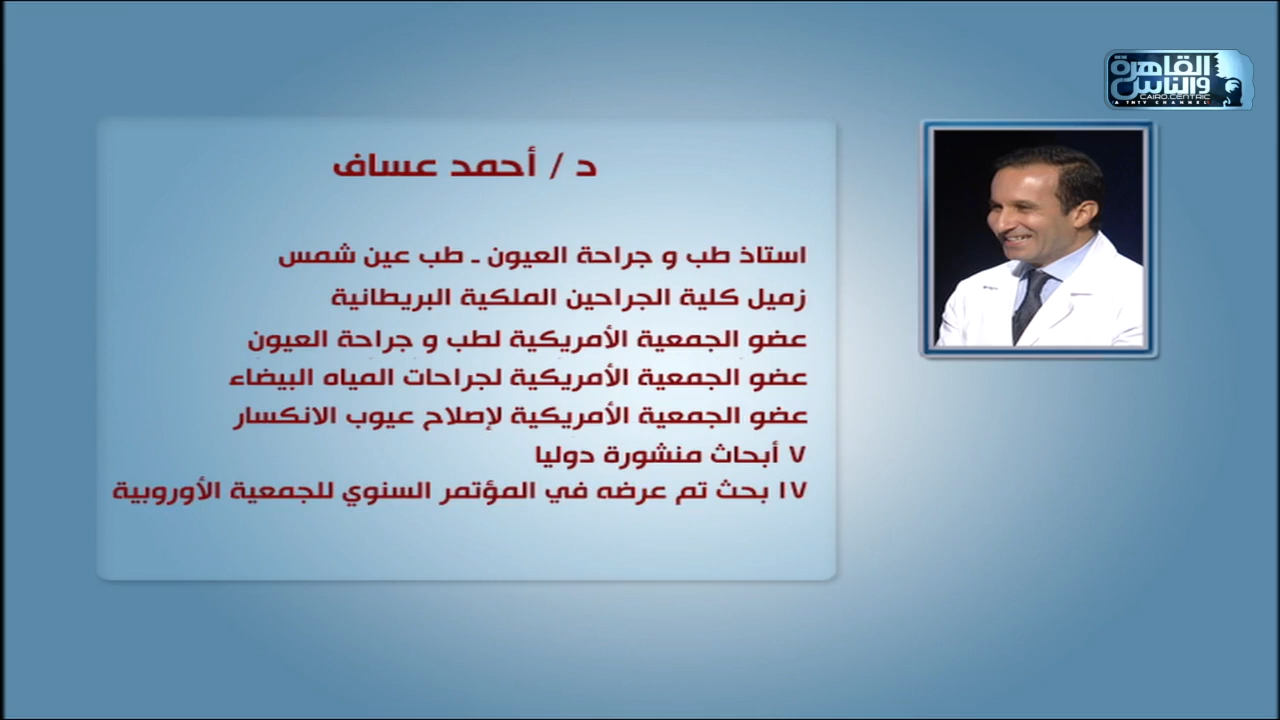 القاهرة
والناس
CAIRO.CENTRIC
A TNTV CHANNEL
د / أحمد عساف
استاذ طب و جراحة العيون - طب عين شمس
زميل كلية الجراحين الملكية البريطانية
عضو الجمعية الأمريكية لطب و جراحة العيون
عضو الجمعية الأمريكية لجراحات المياه البيضاء
عضو الجمعية الأمريكية لإصلاح عيوب الانكسار
٧ أبحاث منشورة دوليا
١٧ بحث تم عرضه في المؤتمر السنوي للجمعية الأوروبية